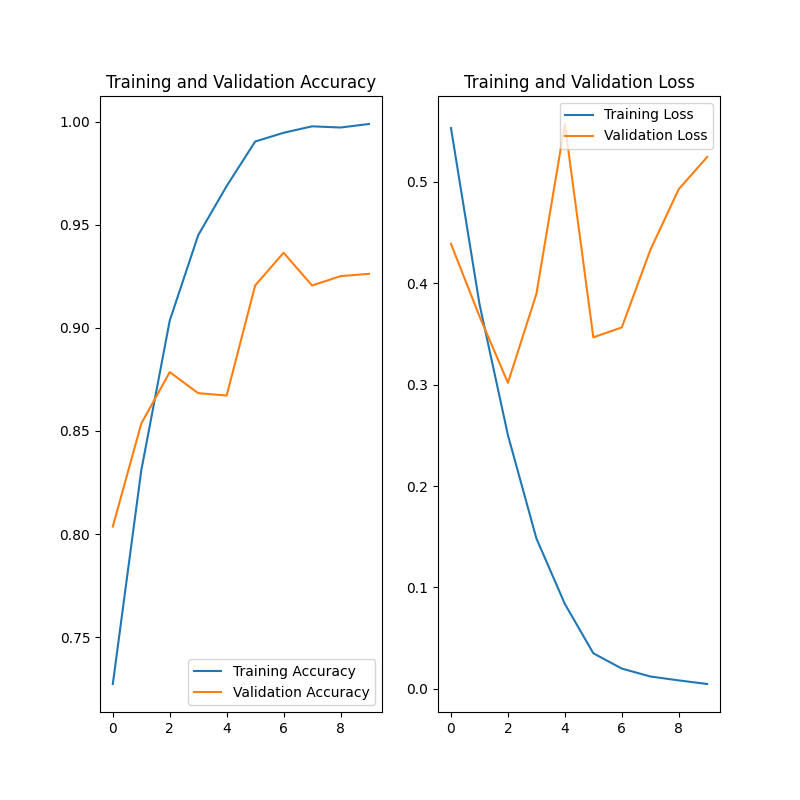 Training and Validation Accuracy
1.00
0.95
0.90
0.85
0.80
0.75
0 2 4 6 8
Training Accuracy
Validation Accuracy
Training and Validation Loss
0.5
0.4
0.3
0.2
0.1
0.0
0 2 4 6 8
Training Loss
Validation Loss